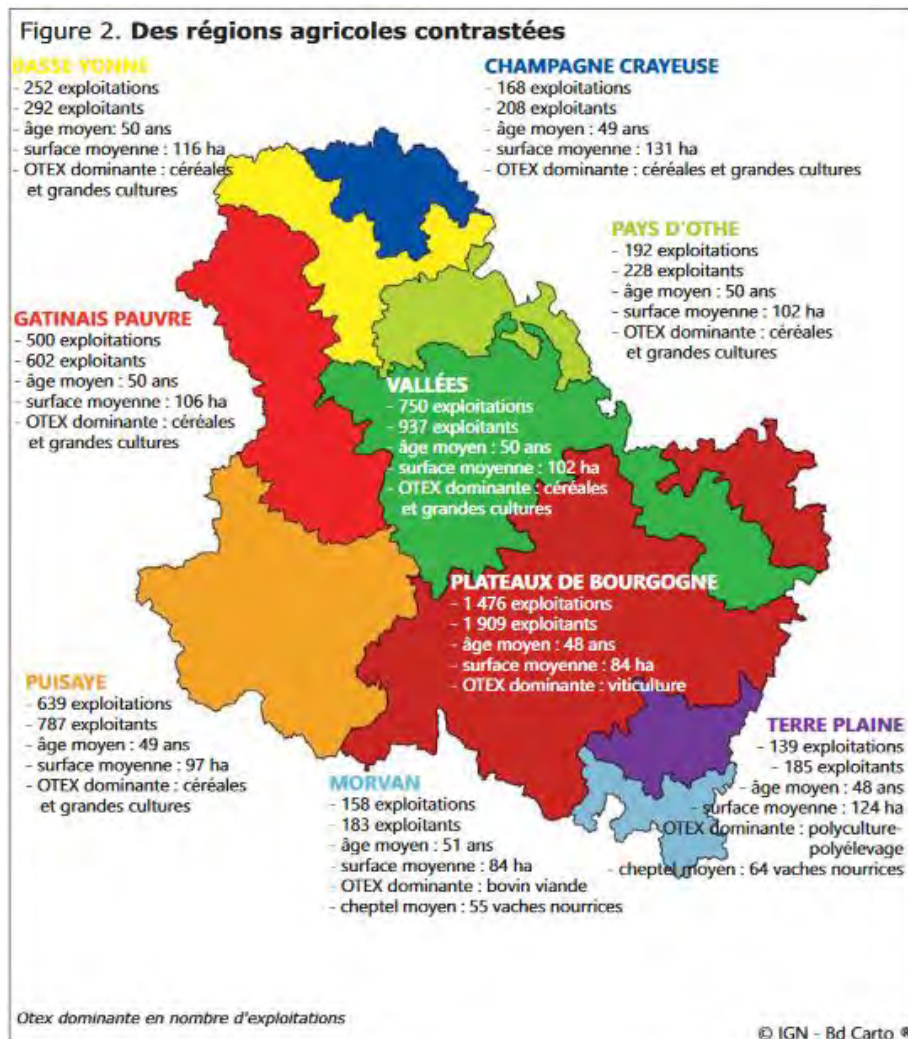 Figure 2. Des régions agricoles contrastées
BASSE YONNE
- 252 exploitations
- 292 exploitants
- âge moyen: 50 ans
- surface moyenne : 116 ha
- OTEX dominante : céréales
et grandes cultures
CHAMPAGNE CRAYEUSE
- 168 exploitations
- 208 exploitants
- âge moyen : 49 ans
- surface moyenne : 131 ha
- OTEX dominante : céréales et grandes cultures
PAYS D'OTHE
- 192 exploitations
- 228 exploitants
- âge moyen : 50 ans
- surface moyenne : 102 ha
- OTEX dominante : céréales
et grandes cultures
GATINAIS PAUVRE
- 500 exploitations
- 602 exploitants
- âge moyen : 50 ans
- surface moyenne : 106 ha
- OTEX dominante : céréales
et grandes cultures
VALLÉES
- 750 exploitations
- 937 exploitants
- âge moyen : 50 ans
- surface moyenne : 102 ha
- OTEX dominante : céréales
et grandes cultures
PLATEAUX DE BOURGOGNE
- 1 476 exploitations
- 1 909 exploitants
- âge moyen : 48 ans
- surface moyenne : 84 ha
- OTEX dominante : viticulture
PUISAYE
- 639 exploitations
- 787 exploitants
- âge moyen : 49 ans
- surface moyenne : 97 ha
- OTEX dominante : céréales
et grandes cultures
TERRE PLAINE
- 139 exploitations
- 185 exploitants
- âge moyen : 48 ans
- surface moyenne : 124 ha
OTEX dominante : polyculture-
polyélevage
- cheptel moyen : 64 vaches nourrices
MORVAN
- 158 exploitations
- 183 exploitants
- âge moyen : 51 ans
- surface moyenne : 84 ha
- OTEX dominante : bovin viande
- cheptel moyen : 55 vaches nourrices
Otex dominante en nombre d'exploitations
© IGN - Bd Carto ®